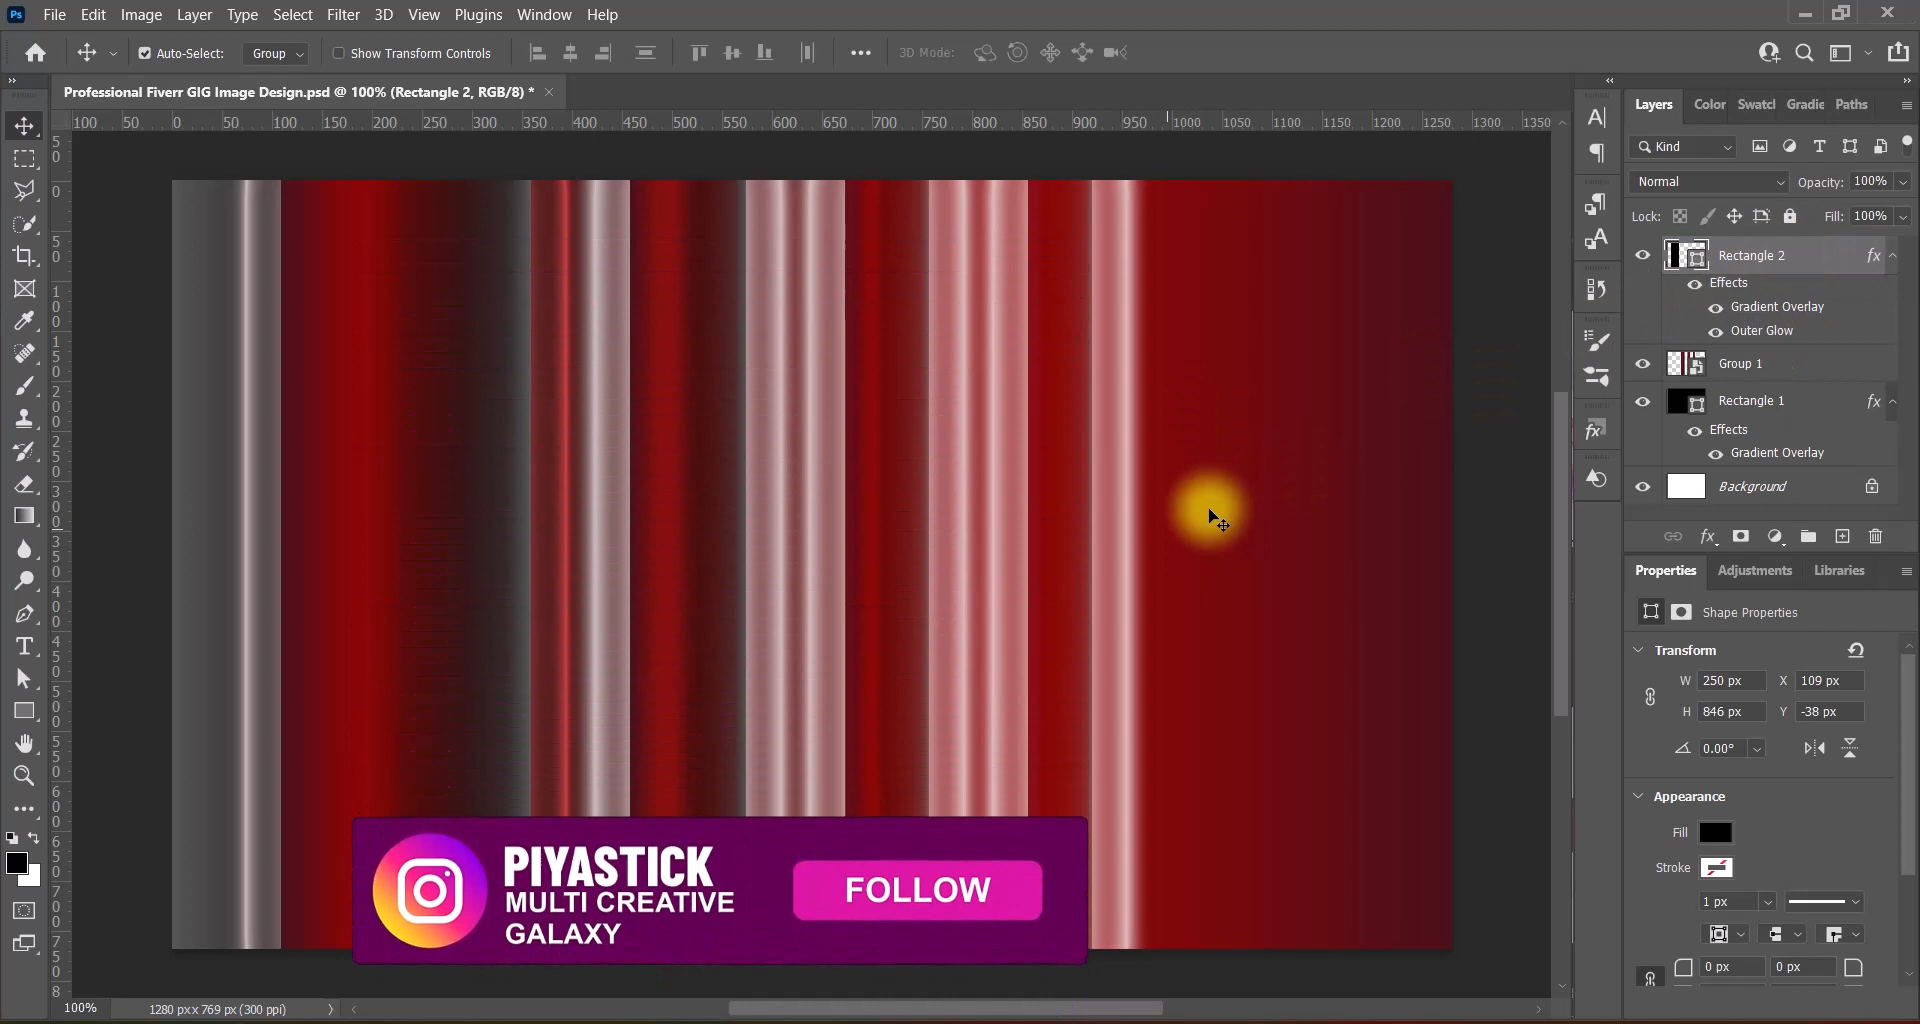 Ps File Edit Image Layer Type Select Filter 3D View Plugins Window Help
Auto-Select: Group Show Transform Controls 3D Mode:
Professional Fiverr GIG Image Design.psd @ 100% (Rectangle 2, RGB/8) *
100 50 0 50 100 150 200 250 300 350 400 450 500 550 600 650 700 750 800 850 900 950 1000 1050 1100 1150 1200 1250 1300 1350
Layers Color Swatcl Gradie Paths
Kind
Normal Opacity: 100%
Lock: Fill: 100%
Rectangle 2 fx
Effects
Gradient Overlay
Outer Glow
Group 1
Rectangle 1 fx
Effects
Gradient Overlay
Background
fx
Properties Adjustments Libraries
Shape Properties
Transform
W 250 px X 109 px
H 846 px Y -38 px
0.00°
Appearance
Fill
Stroke
1 px
0 px 0 px
PIYASTICK
MULTI CREATIVE
GALAXY
FOLLOW
100% 1280 px x 769 px (300 ppi)